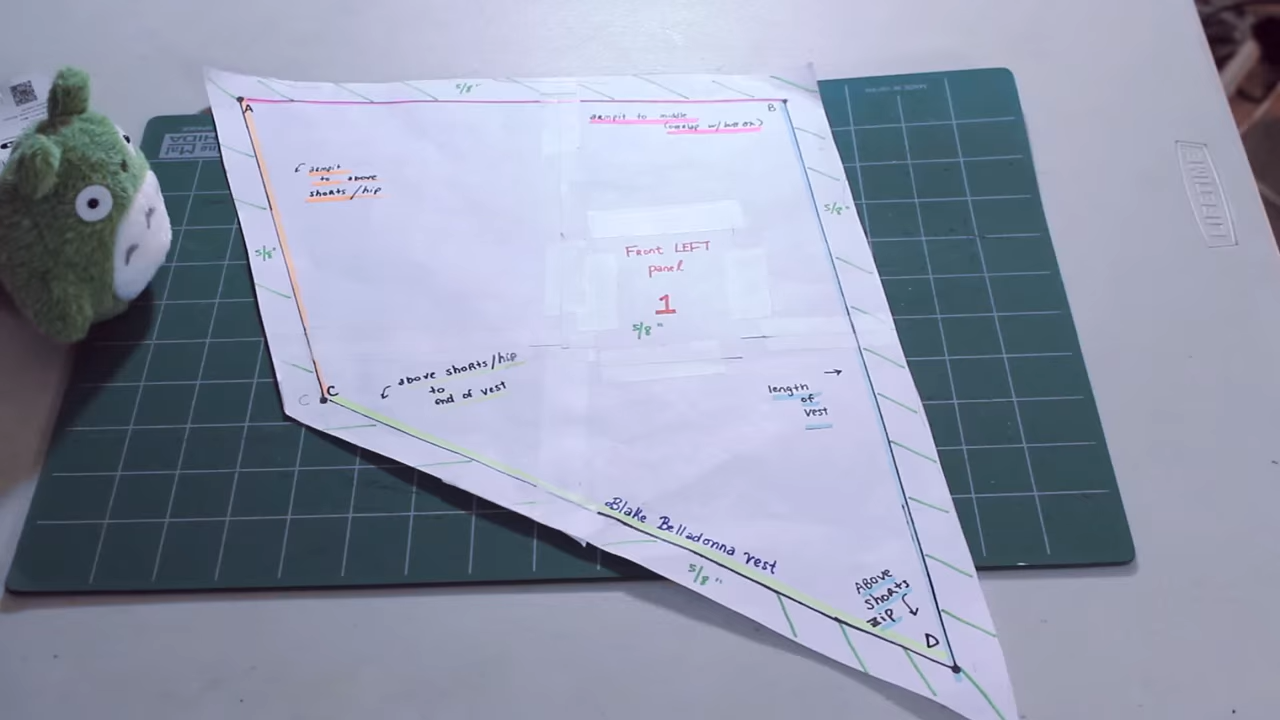 5/8"
A
B
armpit to middle
armpit
to above
shorts/hip
5/8"
5/8"
Front LEFT
panel
1
5/8"
above shorts/hip
to
end of vest
C
C
length
of
vest
Blake Belladonna vest
5/8"
ABOVE
shorts
zip
D
LIFETIME